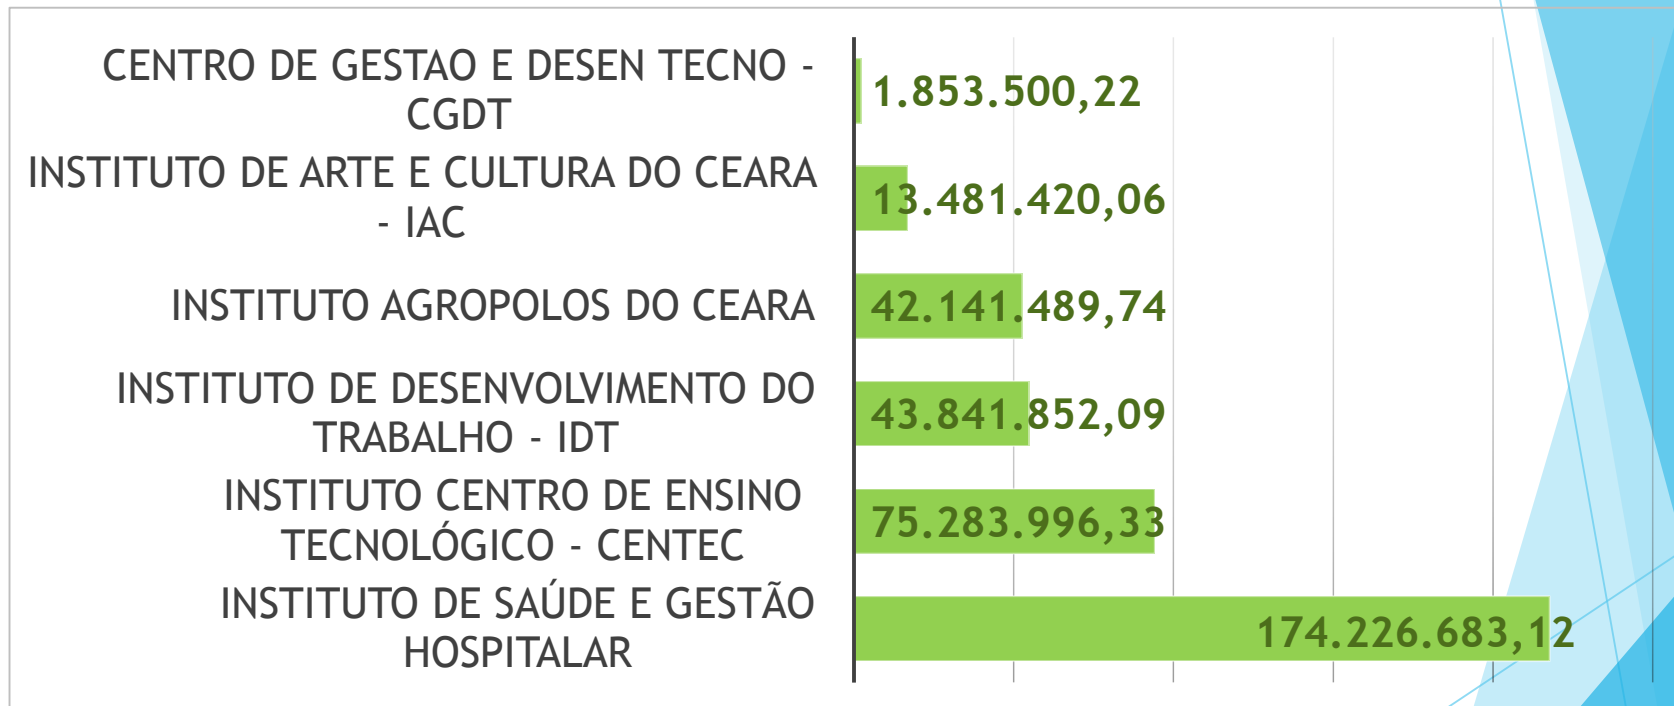 CENTRO DE GESTAO E DESEN TECNO -
CGDT
1.853.500,22
INSTITUTO DE ARTE E CULTURA DO CEARA
- IAC
13.481.420,06
INSTITUTO AGROPOLOS DO CEARA
42.141.489,74
INSTITUTO DE DESENVOLVIMENTO DO
TRABALHO - IDT
43.841.852,09
INSTITUTO CENTRO DE ENSINO
TECNOLÓGICO - CENTEC
75.283.996,33
INSTITUTO DE SAÚDE E GESTÃO
HOSPITALAR
174.226.683,12